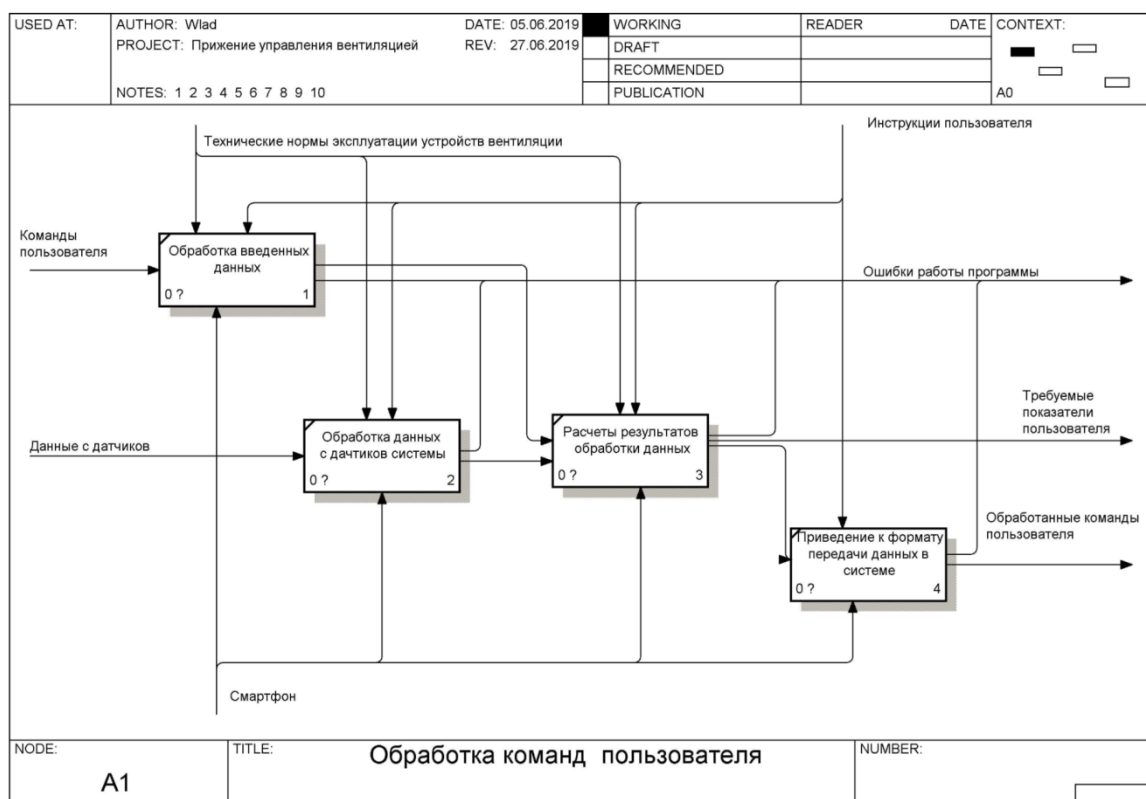 USED AT:
AUTHOR: Wlad
DATE: 05.06.2019
WORKING
READER
DATE
CONTEXT:
PROJECT: Прижение управления вентиляцией
REV: 27.06.2019
DRAFT
RECOMMENDED
NOTES: 1 2 3 4 5 6 7 8 9 10
PUBLICATION
A0
Инструкции пользователя
Технические нормы эксплуатации устройств вентиляции
Команды
пользователя
Обработка введенных
данных
0 ?
1
Ошибки работы программы
Требуемые
показатели
пользователя
Данные с датчиков
Обработка данных
с дачтиков системы
0 ?
2
Расчеты результатов
обработки данных
0 ?
3
Обработанные команды
пользователя
Приведение к формату
передачи данных в
системе
0 ?
4
Смартфон
NODE:
A1
TITLE:
Обработка команд пользователя
NUMBER: